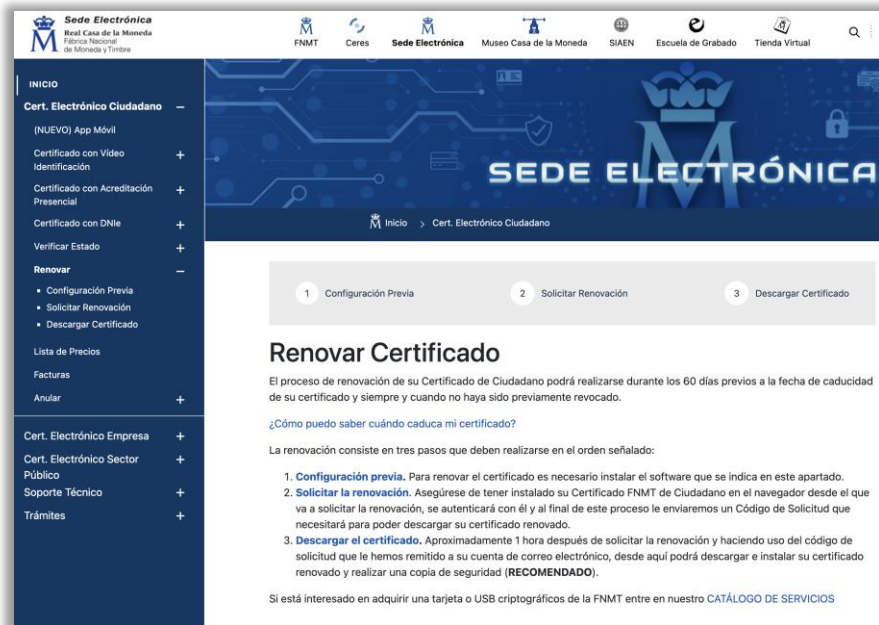 Sede Electrónica
Real Casa de la Moneda
Fábrica Nacional
de Moneda y Timbre
FNMT
Ceres
Sede Electrónica
Museo Casa de la Moneda
SIAEN
Escuela de Grabado
Tienda Virtual
INICIO
Cert. Electrónico Ciudadano −
(NUEVO) App Móvil
Certificado con Vídeo +
Identificación
Certificado con Acreditación +
Presencial
Certificado con DNIe +
Verificar Estado +
Renovar −
▪ Configuración Previa
▪ Solicitar Renovación
▪ Descargar Certificado
Lista de Precios
Facturas
Anular +
Cert. Electrónico Empresa +
Cert. Electrónico Sector +
Público
Soporte Técnico +
Trámites +
SEDE ELECTRÓNICA
Inicio > Cert. Electrónico Ciudadano
1 Configuración Previa
2 Solicitar Renovación
3 Descargar Certificado
Renovar Certificado
El proceso de renovación de su Certificado de Ciudadano podrá realizarse durante los 60 días previos a la fecha de caducidad
de su certificado y siempre y cuando no haya sido previamente revocado.
¿Cómo puedo saber cuándo caduca mi certificado?
La renovación consiste en tres pasos que deben realizarse en el orden señalado:
1. Configuración previa. Para renovar el certificado es necesario instalar el software que se indica en este apartado.
2. Solicitar la renovación. Asegúrese de tener instalado su Certificado FNMT de Ciudadano en el navegador desde el que
va a solicitar la renovación, se autenticará con él y al final de este proceso le enviaremos un Código de Solicitud que
necesitará para poder descargar su certificado renovado.
3. Descargar el certificado. Aproximadamente 1 hora después de solicitar la renovación y haciendo uso del código de
solicitud que le hemos remitido a su cuenta de correo electrónico, desde aquí podrá descargar e instalar su certificado
renovado y realizar una copia de seguridad (RECOMENDADO).
Si está interesado en adquirir una tarjeta o USB criptográficos de la FNMT entre en nuestro CATÁLOGO DE SERVICIOS